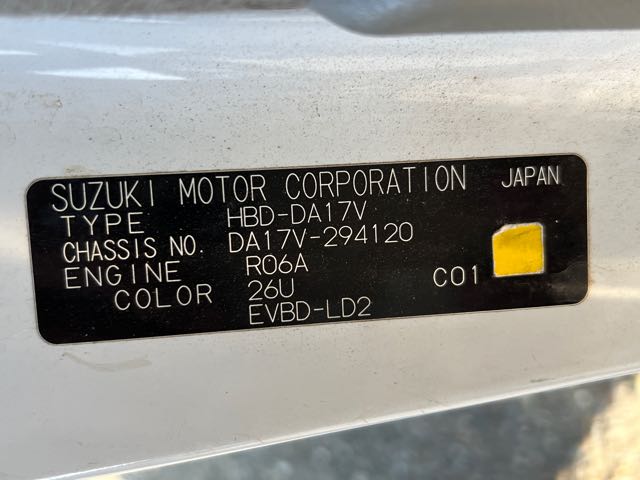 SUZUKI MOTOR CORPORATION JAPAN
TYPE HBD-DA17V
CHASSIS NO. DA17V-294120
ENGINE R06A
COLOR 26U C01
EVBD-LD2